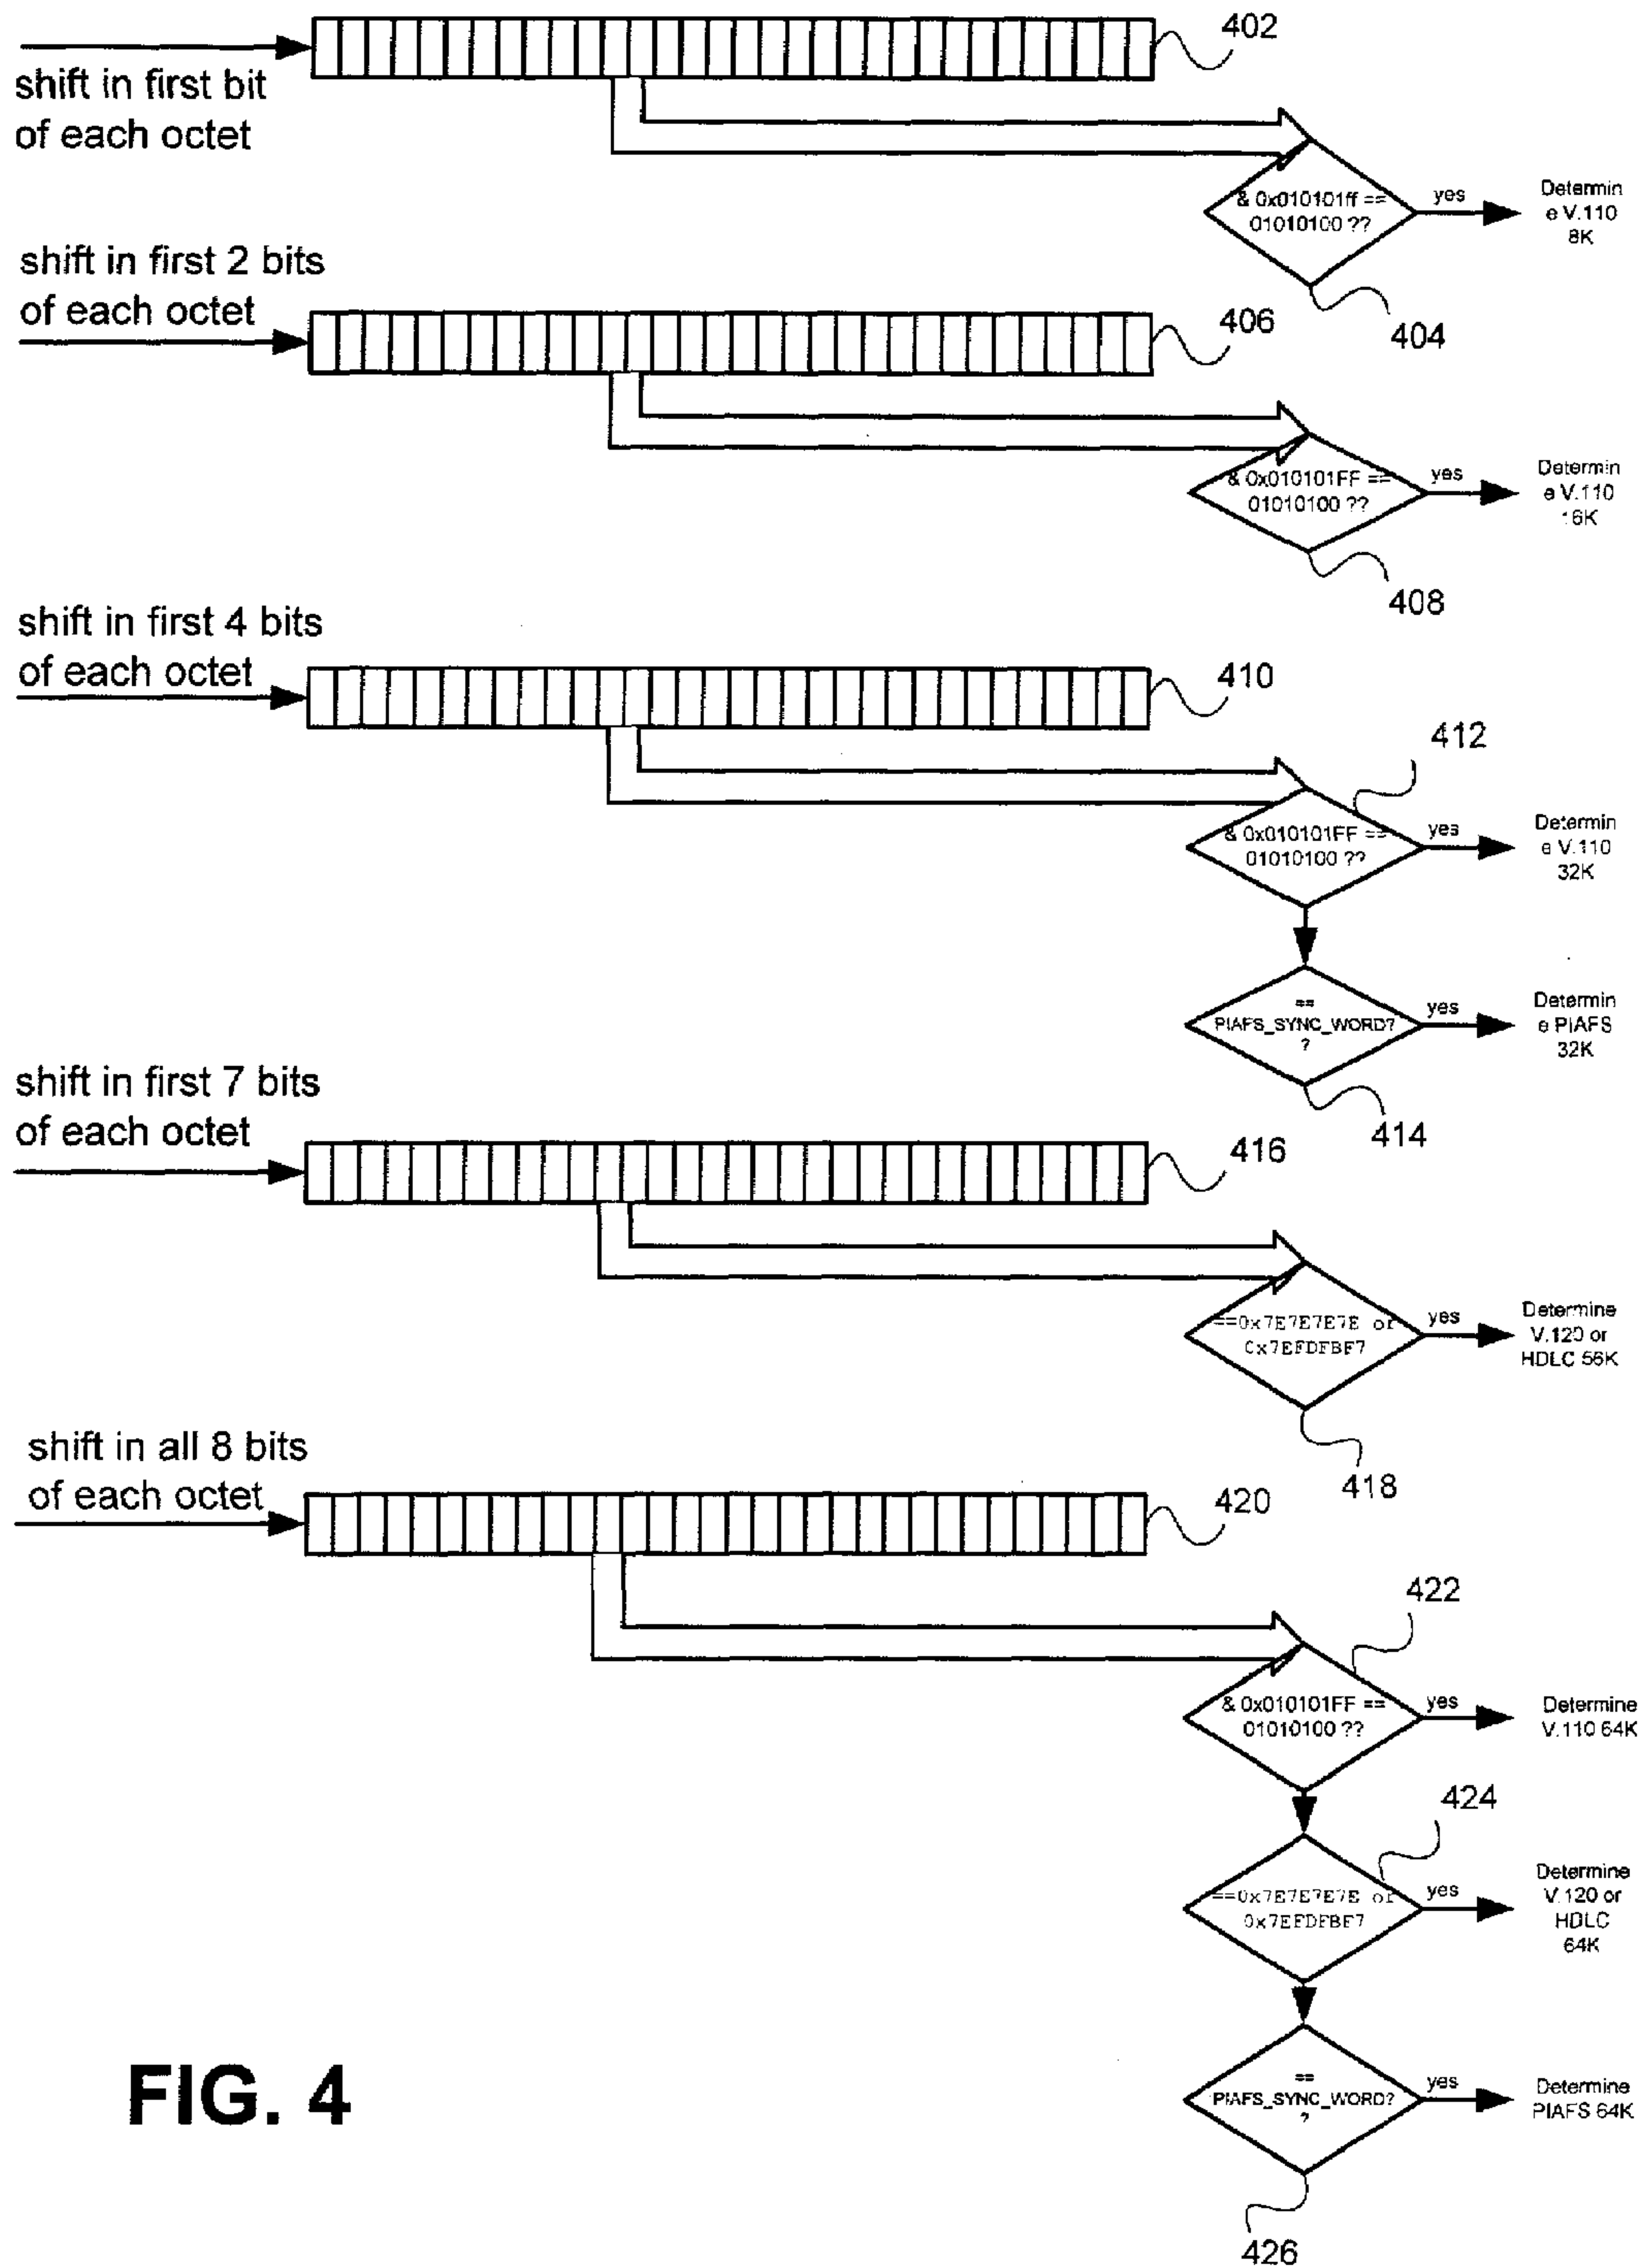 402
shift in first bit
of each octet
& 0x010101ff ==
01010100 ??
yes
Determin
e V.110
8K
404
shift in first 2 bits
of each octet
406
& 0x010101FF ==
01010100 ??
yes
Determin
e V.110
16K
408
shift in first 4 bits
of each octet
410
412
& 0x010101FF ==
01010100 ??
yes
Determin
e V.110
32K
==
PIAFS_SYNC_WORD?
?
yes
Determin
e PIAFS
32K
414
shift in first 7 bits
of each octet
416
==0x7E7E7E7E or
0x7EFDFBF7
yes
Determine
V.120 or
HDLC 56K
418
shift in all 8 bits
of each octet
420
422
& 0x010101FF ==
01010100 ??
yes
Determine
V.110 64K
424
==0x7E7E7E7E or
0x7EFDFBF7
yes
Determine
V.120 or
HDLC
64K
==
PIAFS_SYNC_WORD?
?
yes
Determine
PIAFS 64K
426
FIG. 4